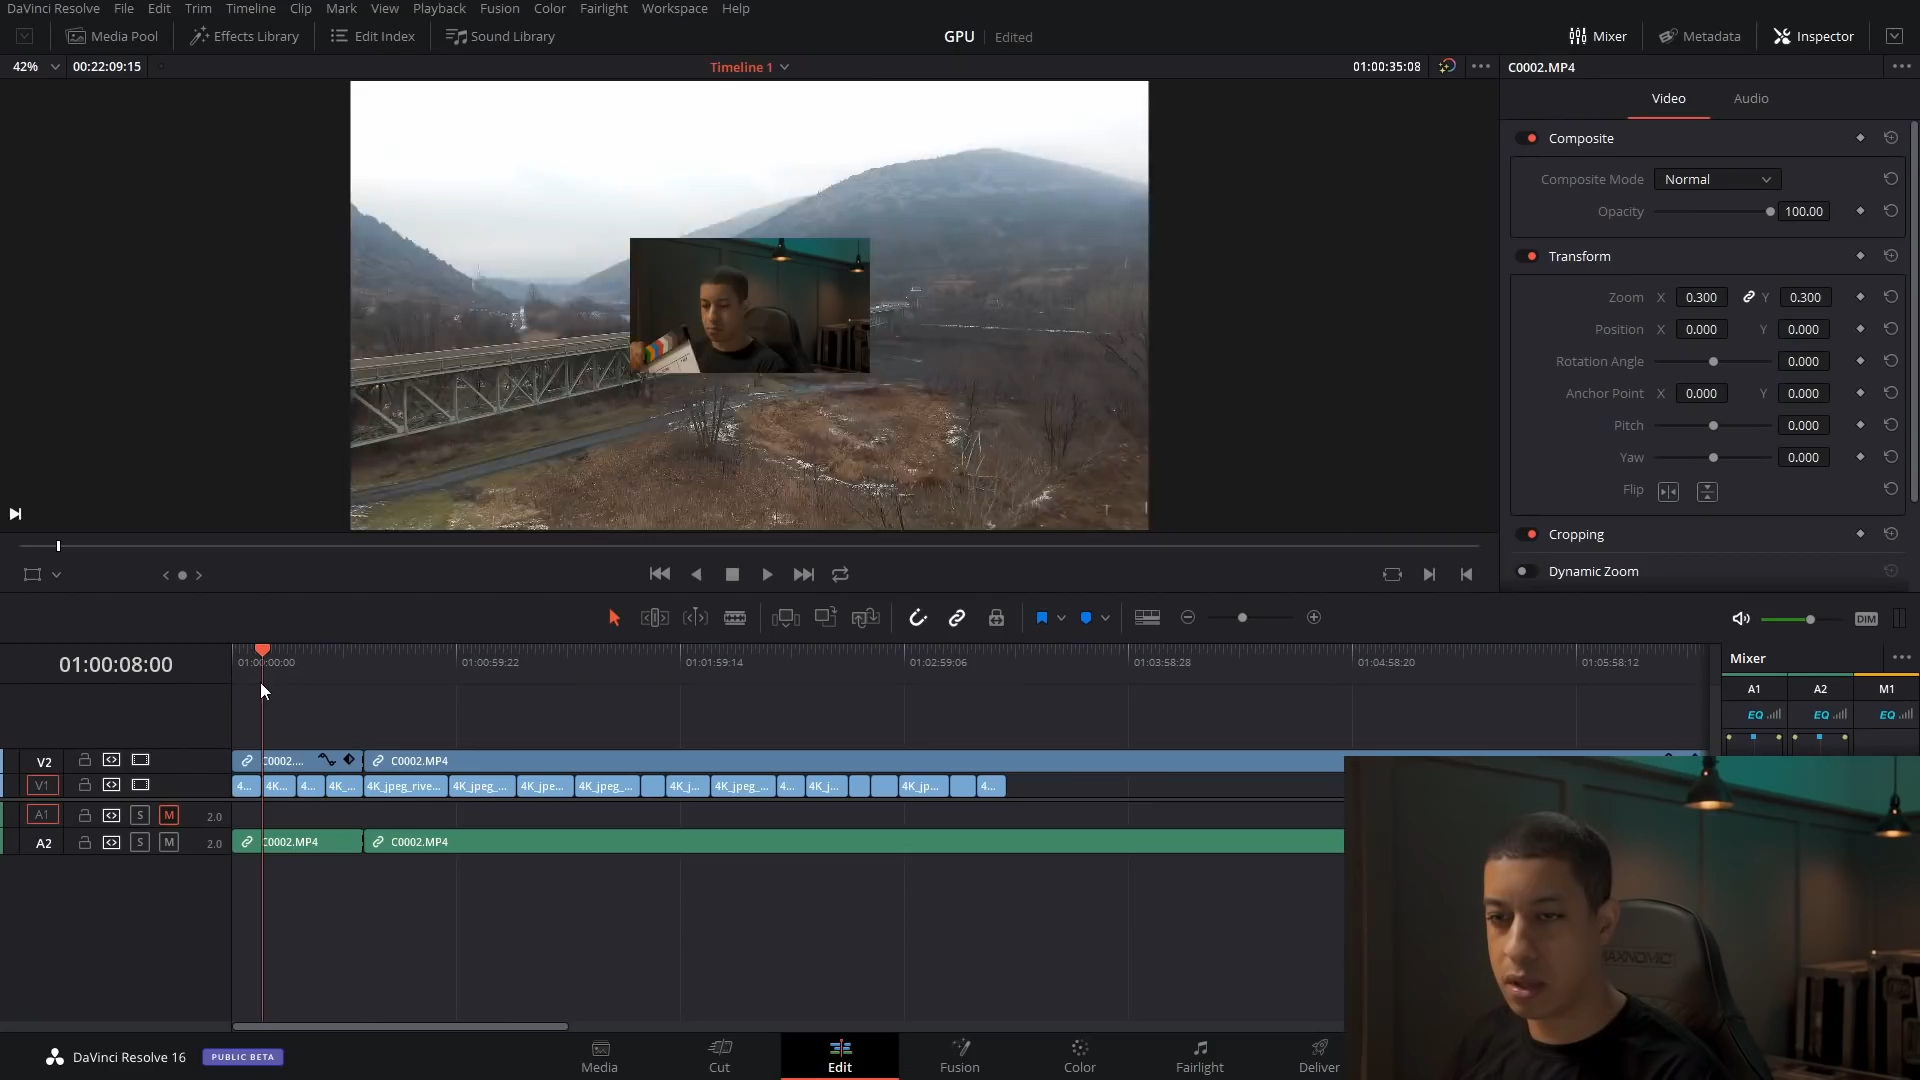 DaVinci Resolve File Edit Trim Timeline Clip Mark View Playback Fusion Color Fairlight Workspace Help
Media Pool Effects Library Edit Index Sound Library GPU Edited Mixer Metadata Inspector
42% 00:22:09:15 Timeline 1 01:00:35:08 C0002.MP4
Video Audio
Composite
Composite Mode Normal
Opacity 100.00
Transform
Zoom X 0.300 Y 0.300
Position X 0.000 Y 0.000
Rotation Angle 0.000
Anchor Point X 0.000 Y 0.000
Pitch 0.000
Yaw 0.000
Flip
Cropping
Dynamic Zoom
DIM
01:00:08:00 01:00:00:00 01:00:59:22 01:01:59:14 01:02:59:06 01:03:58:28 01:04:58:20 01:05:58:12
Mixer
A1 A2 M1
EQ EQ EQ
V2 C0002.... C0002.MP4
V1 4... 4K... 4... 4K_... 4K_jpeg_rive... 4K_jpeg_... 4K_jpe... 4K_jpeg_... 4K_j... 4K_jpeg_... 4... 4K_j... 4K_jp... 4...
A1 S M 2.0
A2 S M 2.0 C0002.MP4 C0002.MP4
MAXNOMIC
DaVinci Resolve 16 PUBLIC BETA
Media Cut Edit Fusion Color Fairlight Deliver